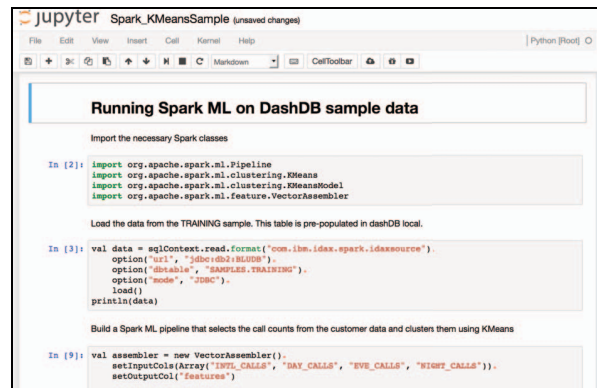 jupyter Spark_KMeansSample (unsaved changes)
File Edit View Insert Cell Kernel Help Python [Root]
Markdown CellToolbar
Running Spark ML on DashDB sample data
Import the necessary Spark classes
In [2]: import org.apache.spark.ml.Pipeline
import org.apache.spark.ml.clustering.KMeans
import org.apache.spark.ml.clustering.KMeansModel
import org.apache.spark.ml.feature.VectorAssembler
Load the data from the TRAINING sample. This table is pre-populated in dashDB local.
In [3]: val data = sqlContext.read.format("com.ibm.idax.spark.idaxsource").
option("url", "jdbc:db2:BLUDB").
option("dbtable", "SAMPLES.TRAINING").
option("mode", "JDBC").
load()
println(data)
Build a Spark ML pipeline that selects the call counts from the customer data and clusters them using KMeans
In [9]: val assembler = new VectorAssembler().
setInputCols(Array("INTL_CALLS", "DAY_CALLS", "EVE_CALLS", "NIGHT_CALLS")).
setOutputCol("features")